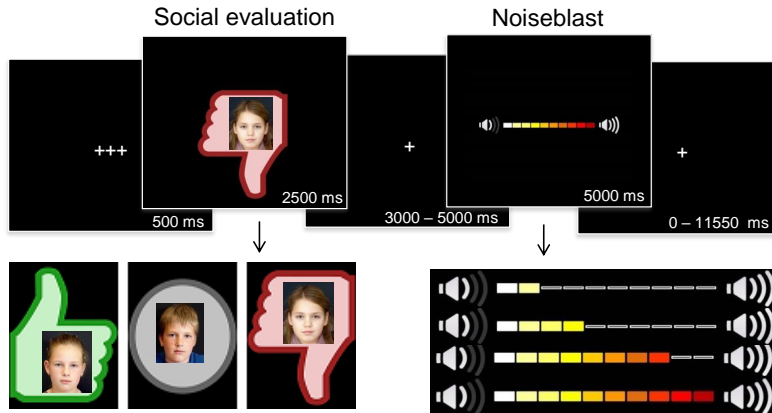 Social evaluation
Noiseblast
+++
500 ms
2500 ms
+
3000 – 5000 ms
5000 ms
+
0 – 11550 ms